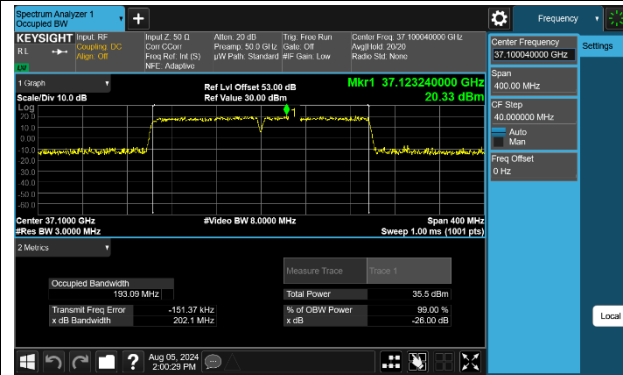 Spectrum Analyzer 1
Occupied BW
Frequency
KEYSIGHT Input: RF
RL
Coupling: DC
Align: Off
Input Z: 50 Ω
Corr CCorr
Freq Ref: Int (S)
NFE: Adaptive
Atten: 20 dB
Preamp: 50.0 GHz
µW Path: Standard
Trig: Free Run
Gate: Off
#IF Gain: Low
Center Freq: 37.100040000 GHz
Avg|Hold: 20/20
Radio Std: None
LW
Center Frequency
37.100040000 GHz
Settings
Span
400.00 MHz
CF Step
40.000000 MHz
Auto
Man
Freq Offset
0 Hz
Local
1 Graph
Scale/Div 10.0 dB
Ref Lvl Offset 53.00 dB
Ref Value 30.00 dBm
Mkr1 37.123240000 GHz
20.33 dBm
Log
20.0
10.0
0.00
-10.0
-20.0
-30.0
-40.0
-50.0
-60.0
1
Center 37.1000 GHz
#Res BW 3.0000 MHz
#Video BW 8.0000 MHz
Span 400 MHz
Sweep 1.00 ms (1001 pts)
2 Metrics
Measure Trace
Trace 1
Occupied Bandwidth
193.09 MHz
Total Power
35.5 dBm
Transmit Freq Error
-151.37 kHz
% of OBW Power
99.00 %
x dB Bandwidth
202.1 MHz
x dB
-26.00 dB
?
Aug 05, 2024
2:00:29 PM